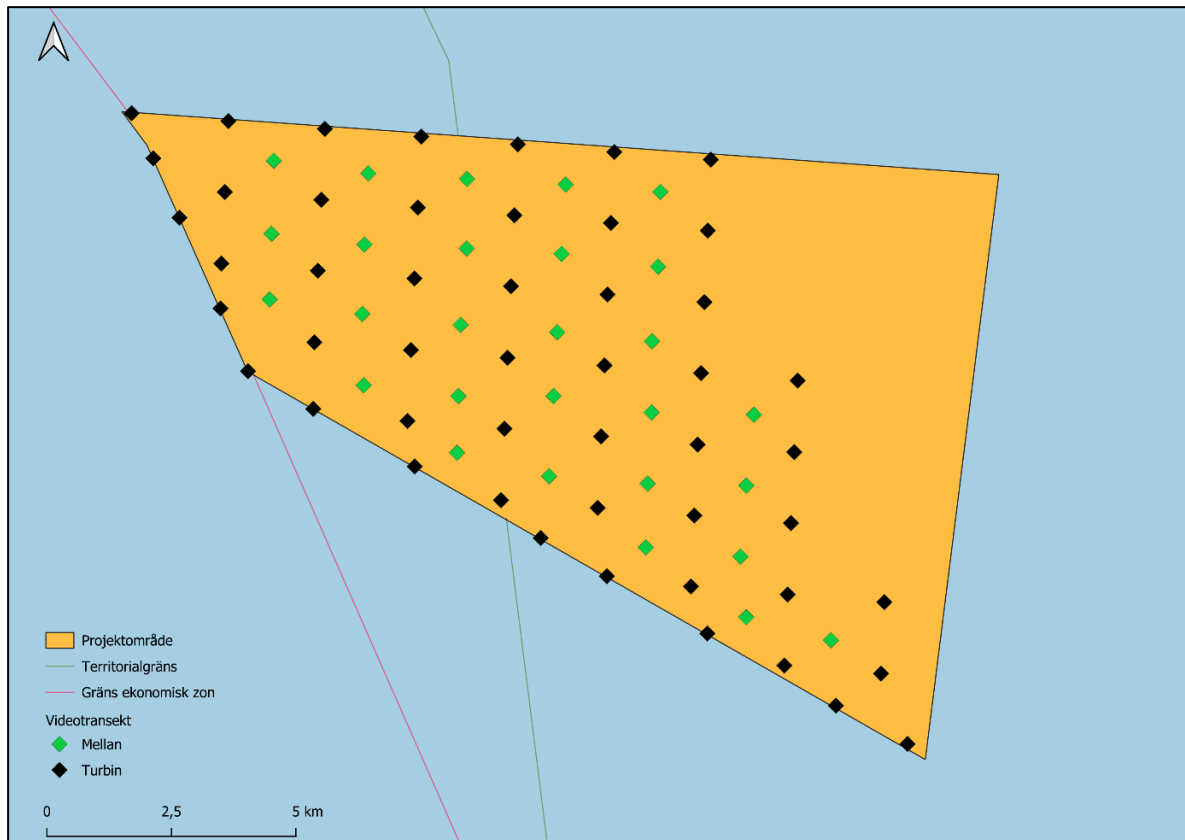 Projektområde
Territorialgräns
Gräns ekonomisk zon
Videotransekt
Mellan
Turbin
0 2,5 5 km